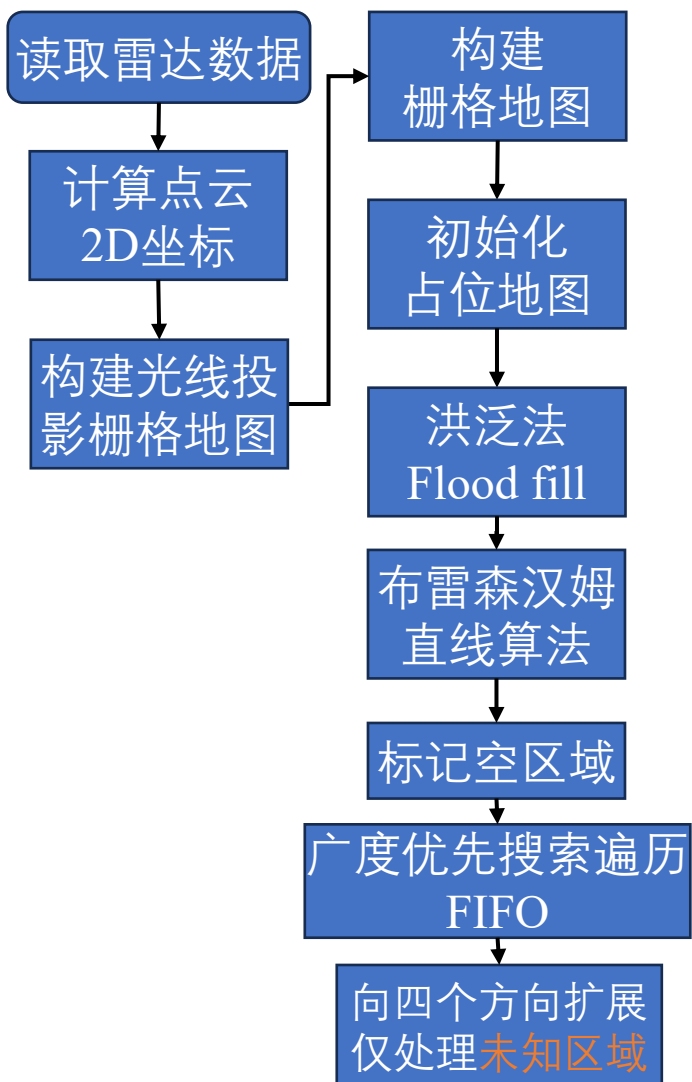 读取雷达数据
计算点云
2D坐标
构建光线投
影栅格地图
构建
栅格地图
初始化
占位地图
洪泛法
Flood fill
布雷森汉姆
直线算法
标记空区域
广度优先搜索遍历
FIFO
向四个方向扩展
仅处理未知区域